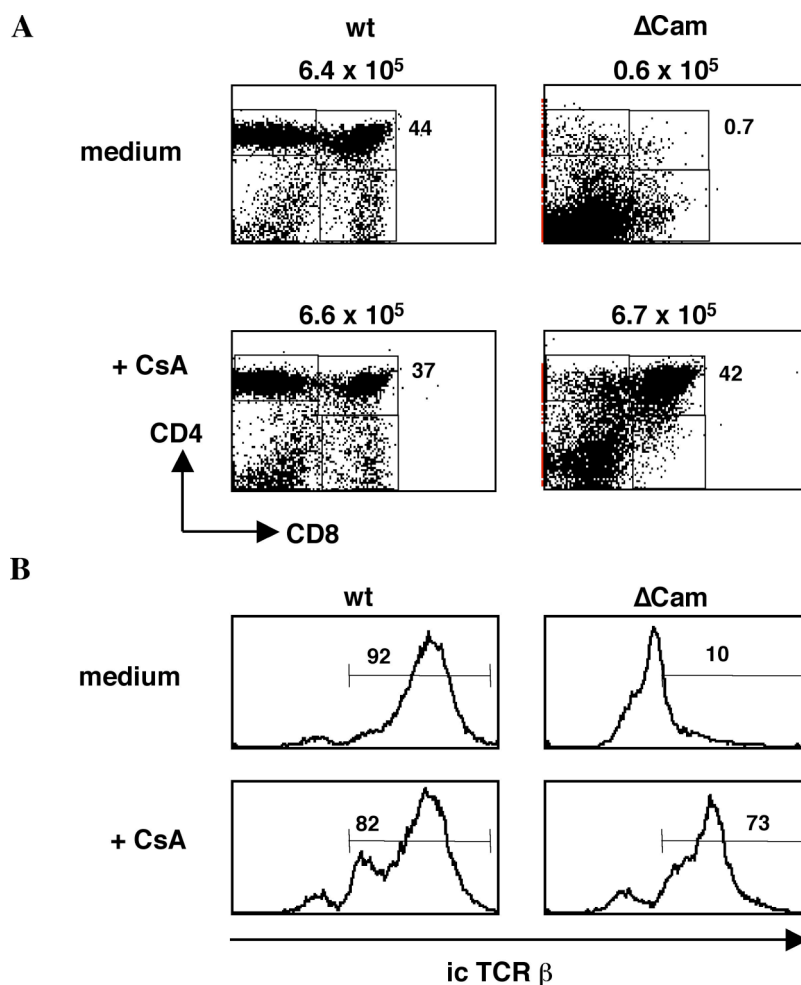 A
wt
ΔCam
6.4 x 10⁵
0.6 x 10⁵
medium
44
0.7
6.6 x 10⁵
6.7 x 10⁵
+ CsA
37
42
CD4
CD8
B
wt
ΔCam
medium
92
10
+ CsA
82
73
ic TCR β